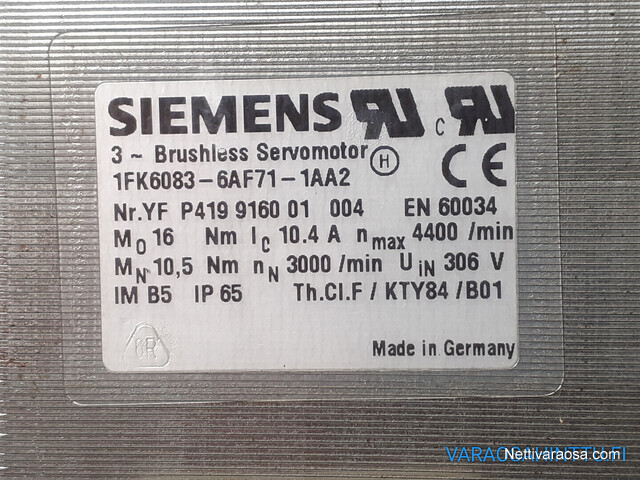 SIEMENS
3 ~ Brushless Servomotor H
1FK6083-6AF71-1AA2
Nr.YF P419 9160 01 004 EN 60034
M0 16 Nm IC 10.4 A nmax 4400 /min
MN 10,5 Nm nN 3000 /min UiN 306 V
IM B5 IP 65 Th.Cl.F / KTY84 /B01
Made in Germany
Nettivaraosa.com